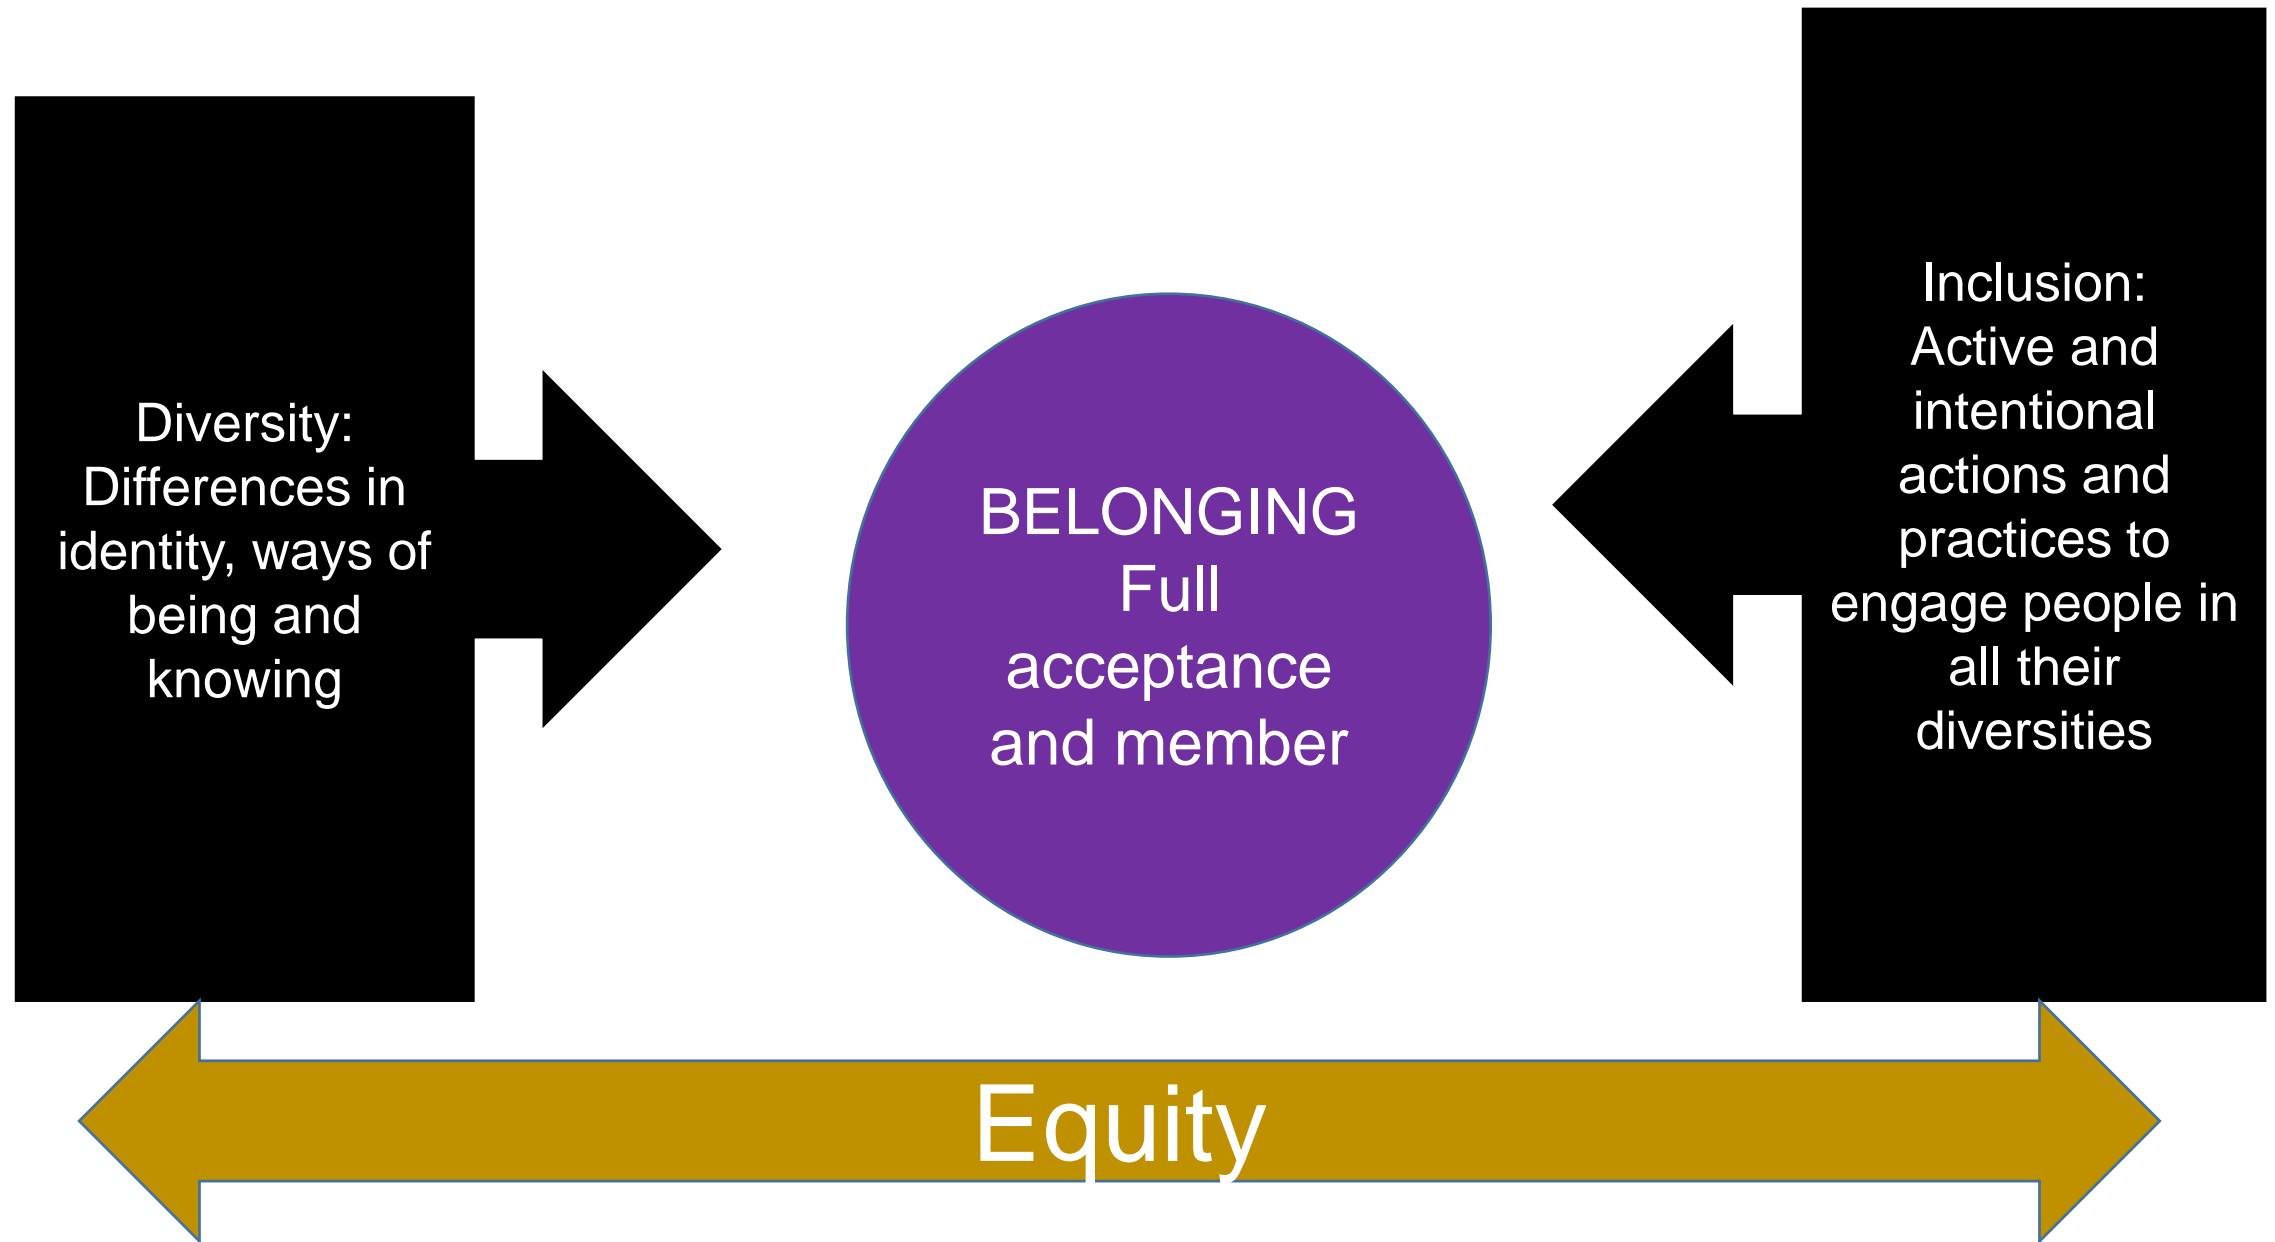 Diversity:
Differences in
identity, ways of
being and
knowing
BELONGING
Full
acceptance
and member
Inclusion:
Active and
intentional
actions and
practices to
engage people in
all their
diversities
Equity